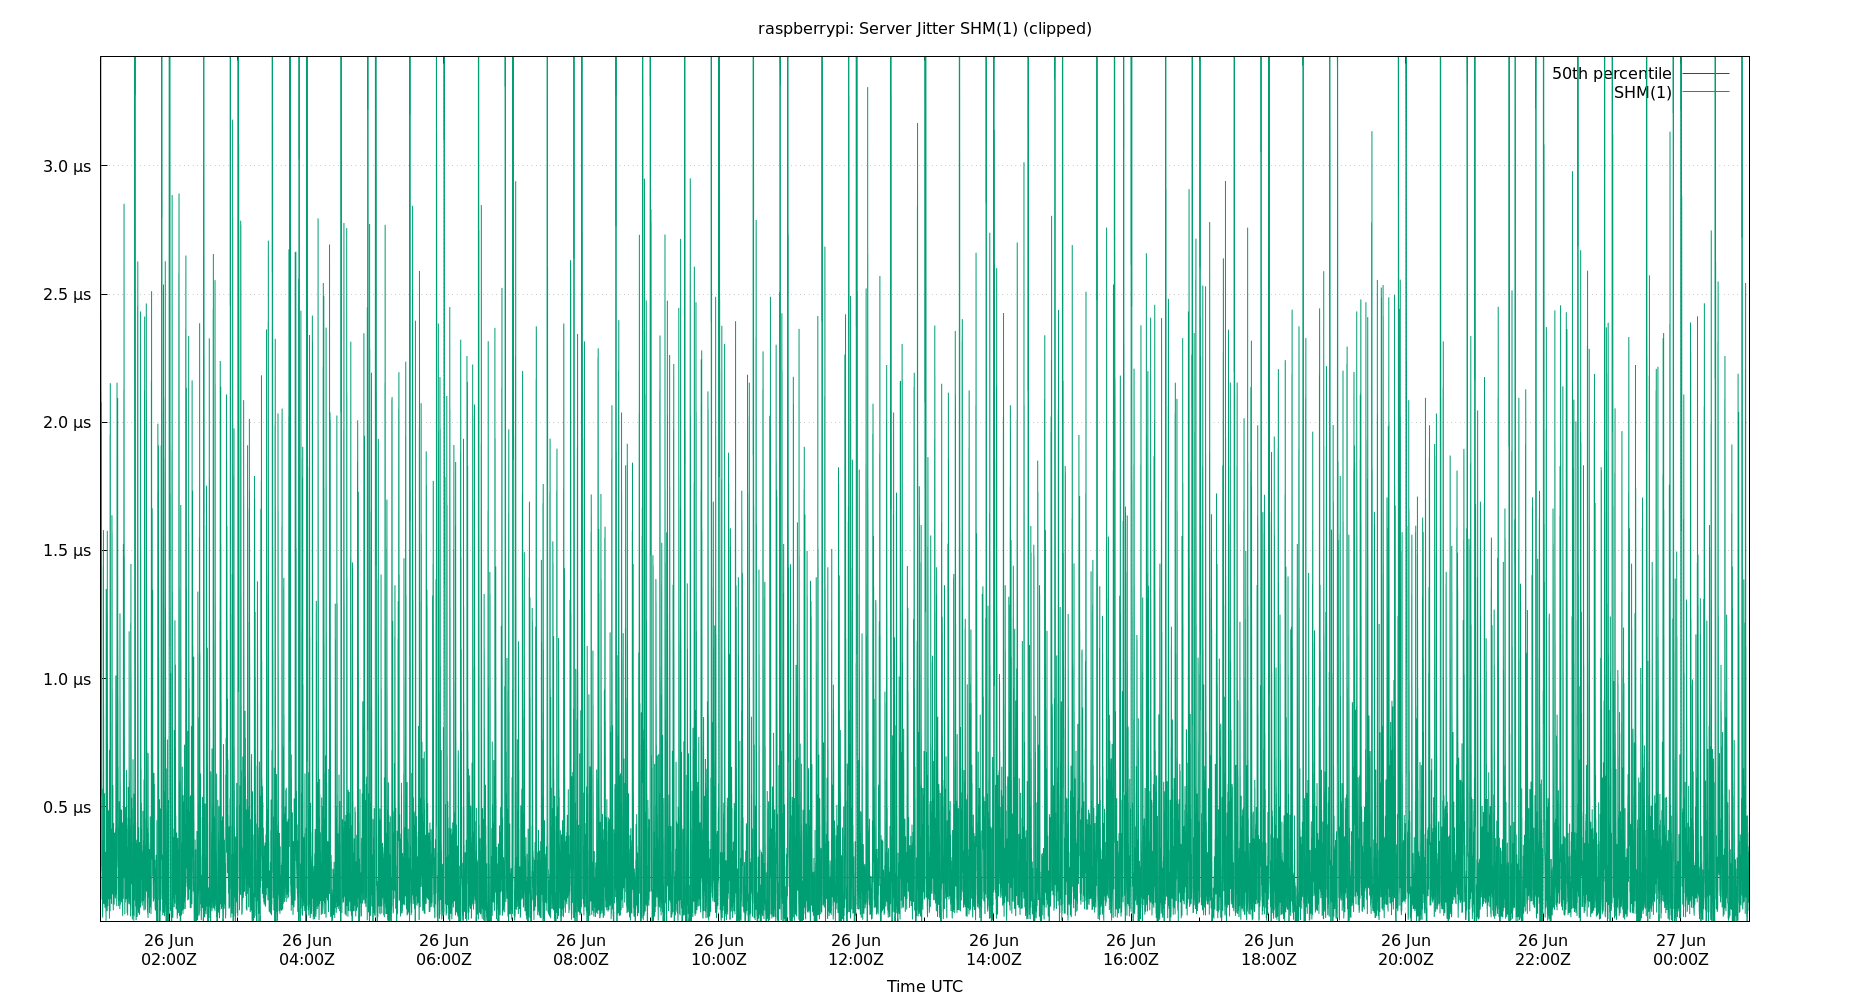 raspberrypi: Server Jitter SHM(1) (clipped)
50th percentile
SHM(1)
3.0 µs
2.5 µs
2.0 µs
1.5 µs
1.0 µs
0.5 µs
26 Jun 26 Jun 26 Jun 26 Jun 26 Jun 26 Jun 26 Jun 26 Jun 26 Jun 26 Jun 26 Jun 27 Jun
02:00Z 04:00Z 06:00Z 08:00Z 10:00Z 12:00Z 14:00Z 16:00Z 18:00Z 20:00Z 22:00Z 00:00Z
Time UTC